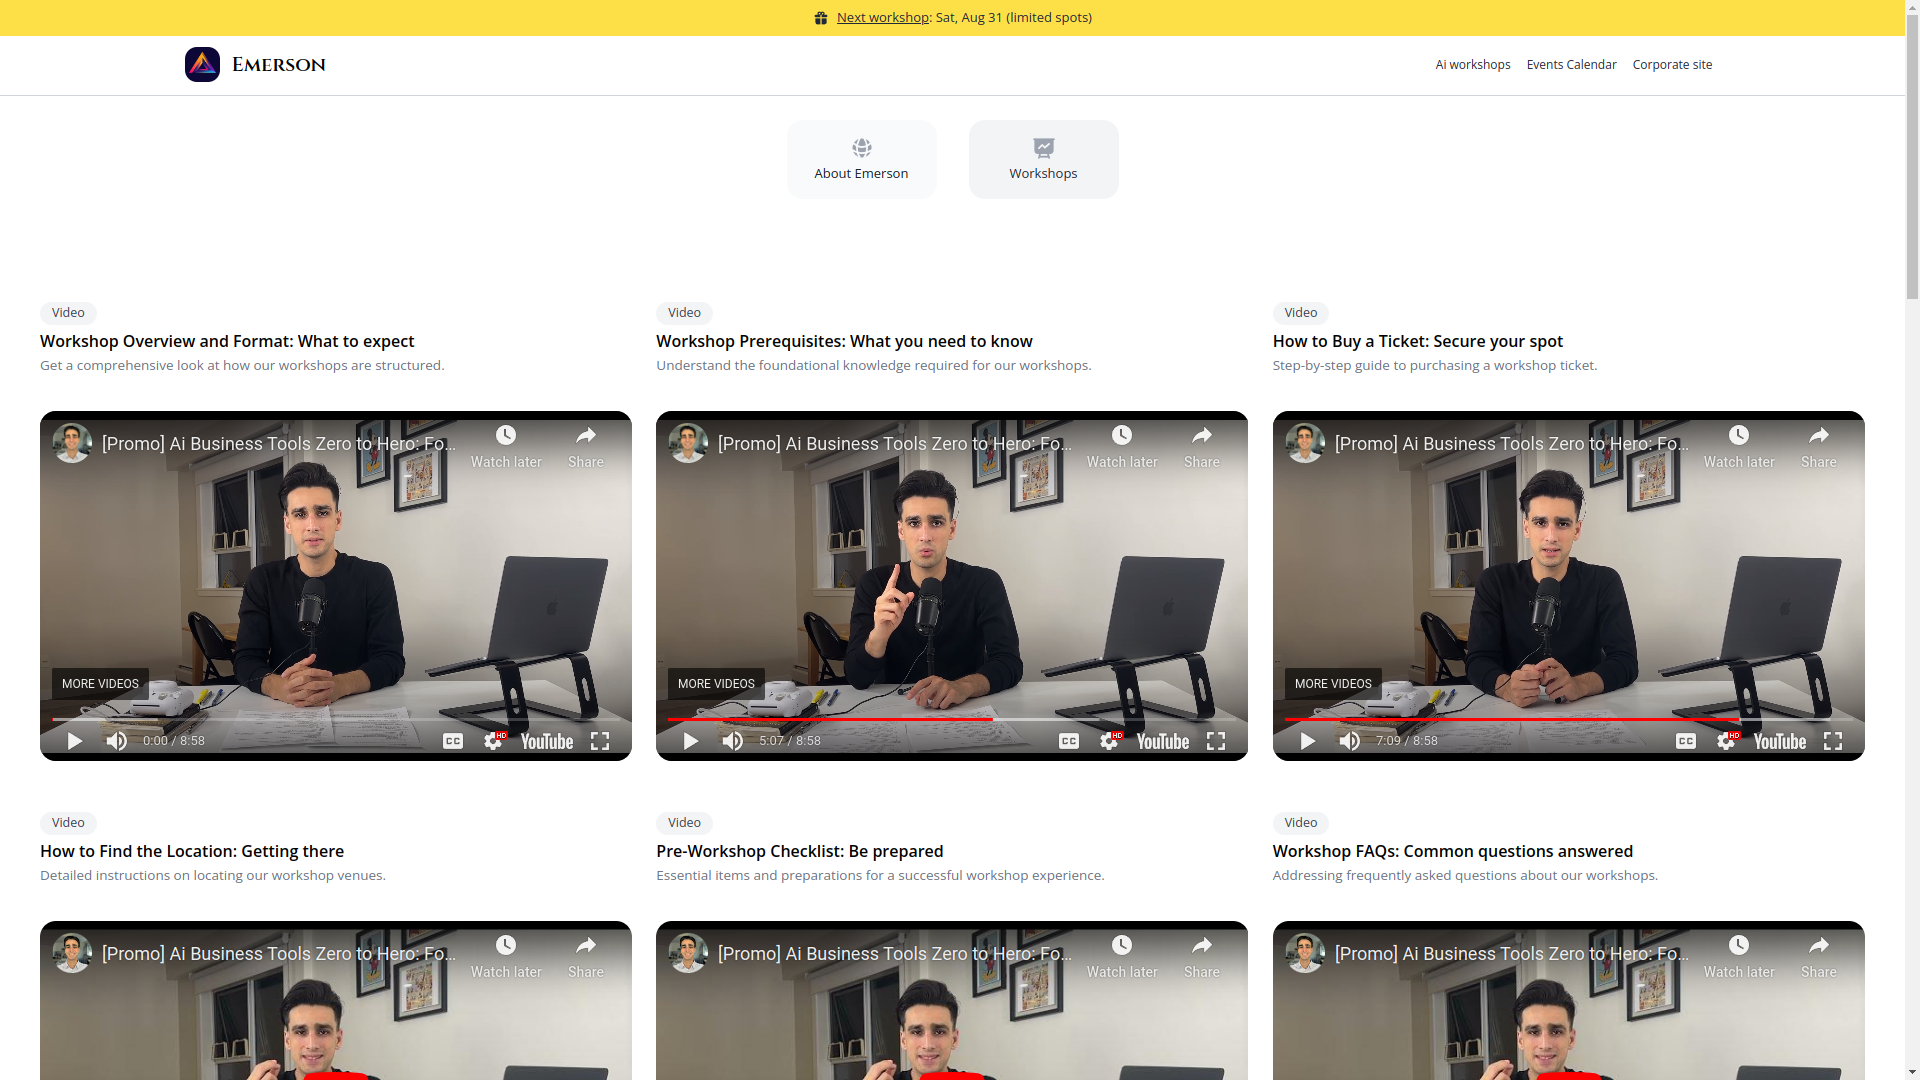 Next workshop: Sat, Aug 31 (limited spots)
Emerson
Ai workshops
Events Calendar
Corporate site
About Emerson
Workshops
Video
Workshop Overview and Format: What to expect
Get a comprehensive look at how our workshops are structured.
Video
Workshop Prerequisites: What you need to know
Understand the foundational knowledge required for our workshops.
Video
How to Buy a Ticket: Secure your spot
Step-by-step guide to purchasing a workshop ticket.
[Promo] Ai Business Tools Zero to Hero: Fo...
Watch later
Share
MORE VIDEOS
0:00 / 8:58
CC
HD
YouTube
[Promo] Ai Business Tools Zero to Hero: Fo...
Watch later
Share
MORE VIDEOS
5:07 / 8:58
CC
HD
YouTube
[Promo] Ai Business Tools Zero to Hero: Fo...
Watch later
Share
MORE VIDEOS
7:09 / 8:58
CC
HD
YouTube
Video
How to Find the Location: Getting there
Detailed instructions on locating our workshop venues.
Video
Pre-Workshop Checklist: Be prepared
Essential items and preparations for a successful workshop experience.
Video
Workshop FAQs: Common questions answered
Addressing frequently asked questions about our workshops.
[Promo] Ai Business Tools Zero to Hero: Fo...
Watch later
Share
[Promo] Ai Business Tools Zero to Hero: Fo...
Watch later
Share
[Promo] Ai Business Tools Zero to Hero: Fo...
Watch later
Share